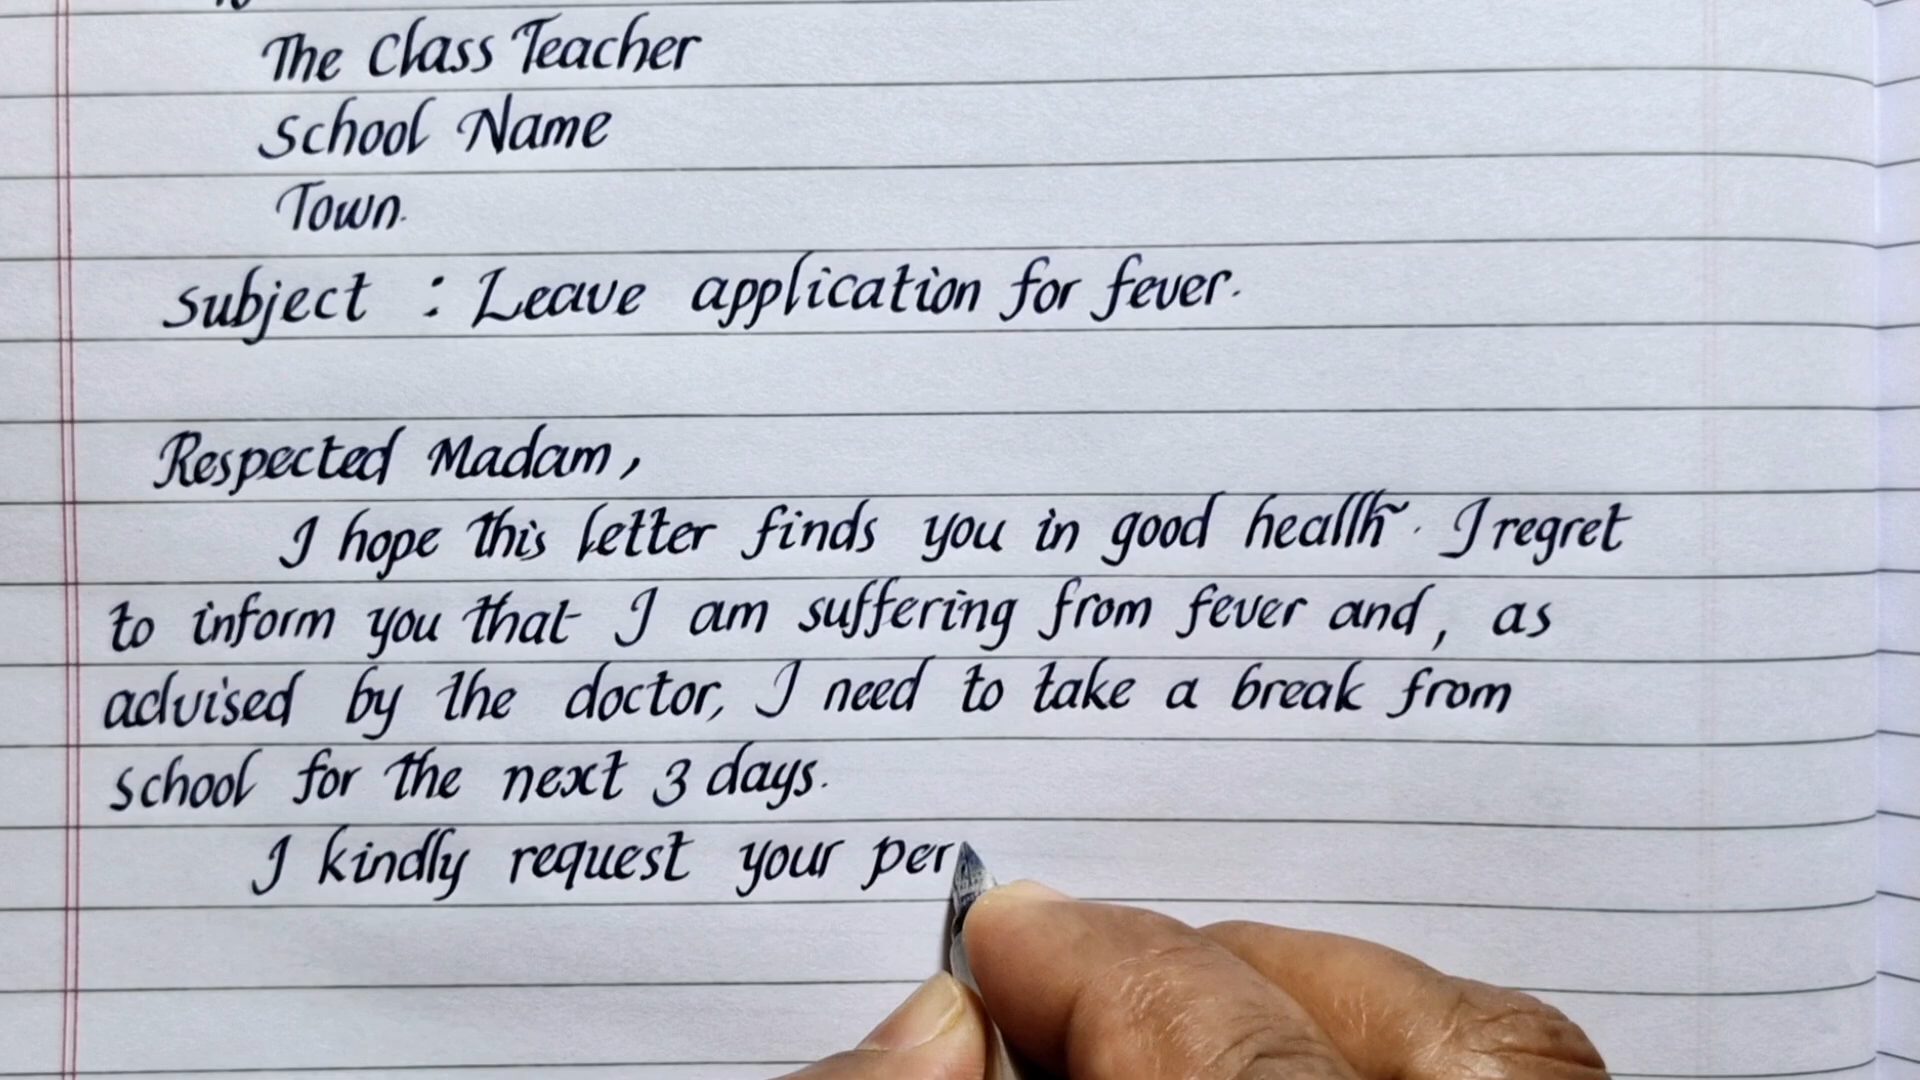 The Class Teacher
School Name
Town.
Subject : Leave application for fever.
Respected Madam,
I hope this letter finds you in good health. I regret
to inform you that I am suffering from fever and, as
advised by the doctor, I need to take a break from
school for the next 3 days.
I kindly request your per